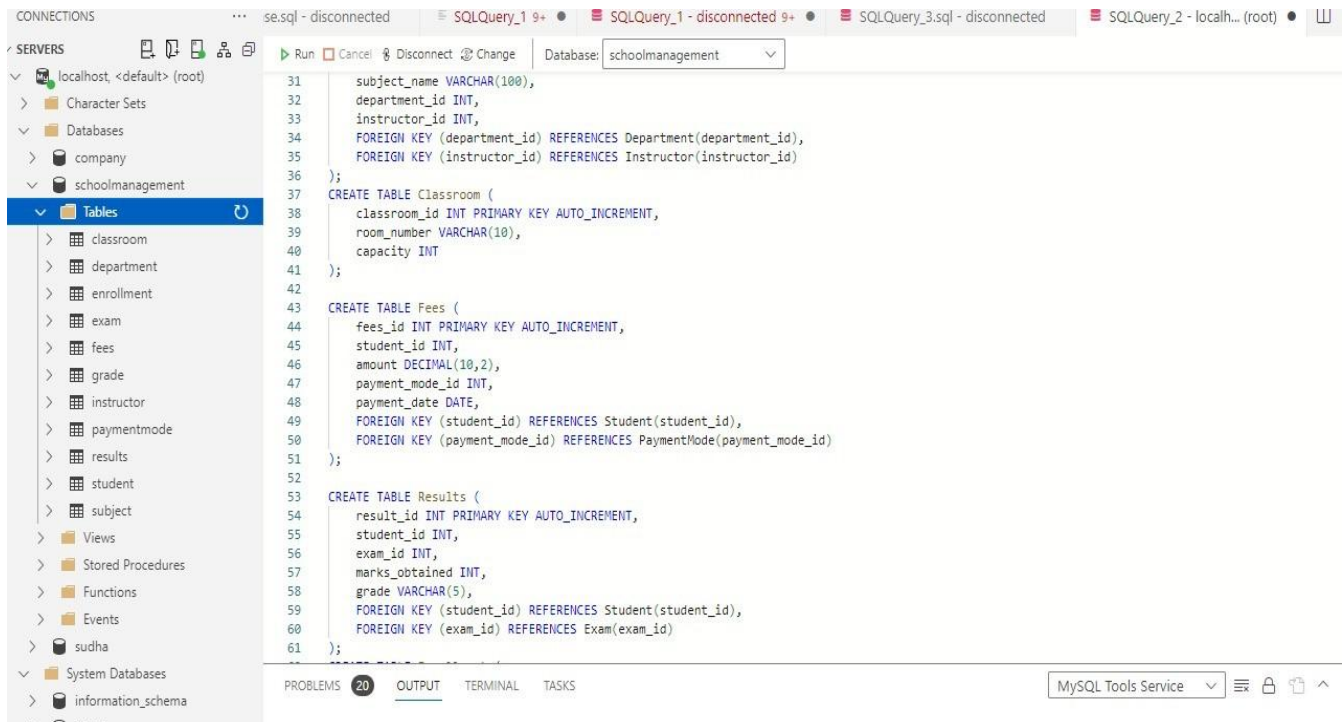 CONNECTIONS
...
se.sql - disconnected
SQLQuery_1 9+
SQLQuery_1 - disconnected 9+
SQLQuery_3.sql - disconnected
SQLQuery_2 - localh... (root)
SERVERS
Run Cancel Disconnect Change Database: schoolmanagement
localhost, <default> (root)
Character Sets
Databases
company
schoolmanagement
Tables
classroom
department
enrollment
exam
fees
grade
instructor
paymentmode
results
student
subject
Views
Stored Procedures
Functions
Events
sudha
System Databases
information_schema
31 subject_name VARCHAR(100),
32 department_id INT,
33 instructor_id INT,
34 FOREIGN KEY (department_id) REFERENCES Department(department_id),
35 FOREIGN KEY (instructor_id) REFERENCES Instructor(instructor_id)
36 );
37 CREATE TABLE Classroom (
38 classroom_id INT PRIMARY KEY AUTO_INCREMENT,
39 room_number VARCHAR(10),
40 capacity INT
41 );
42
43 CREATE TABLE Fees (
44 fees_id INT PRIMARY KEY AUTO_INCREMENT,
45 student_id INT,
46 amount DECIMAL(10,2),
47 payment_mode_id INT,
48 payment_date DATE,
49 FOREIGN KEY (student_id) REFERENCES Student(student_id),
50 FOREIGN KEY (payment_mode_id) REFERENCES PaymentMode(payment_mode_id)
51 );
52
53 CREATE TABLE Results (
54 result_id INT PRIMARY KEY AUTO_INCREMENT,
55 student_id INT,
56 exam_id INT,
57 marks_obtained INT,
58 grade VARCHAR(5),
59 FOREIGN KEY (student_id) REFERENCES Student(student_id),
60 FOREIGN KEY (exam_id) REFERENCES Exam(exam_id)
61 );
PROBLEMS 20 OUTPUT TERMINAL TASKS
MySQL Tools Service